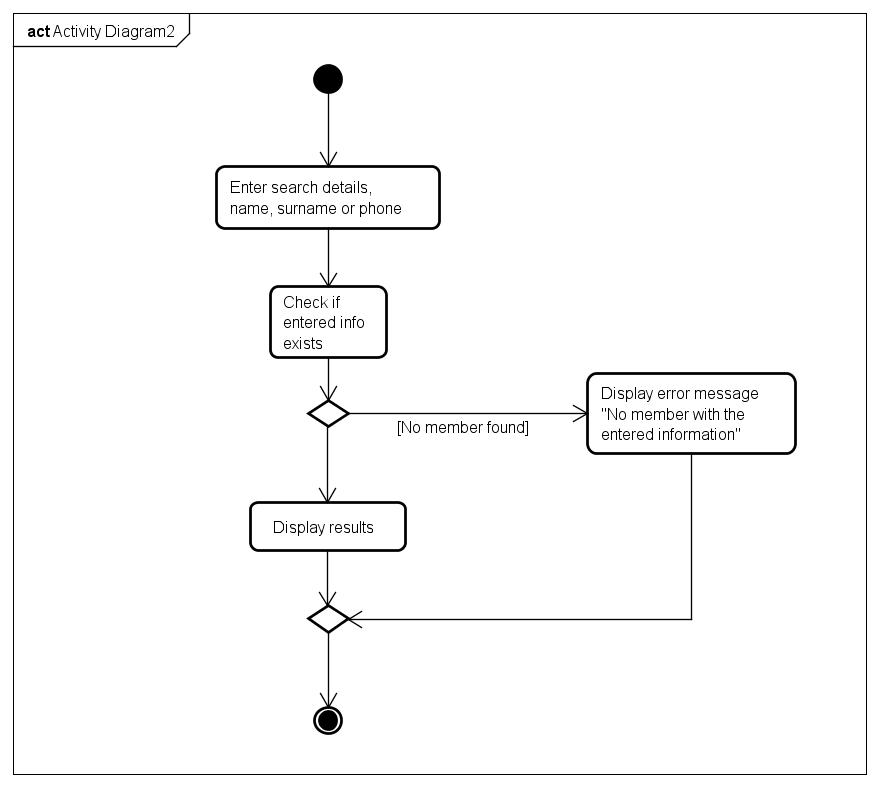 act Activity Diagram2
Enter search details,
name, surname or phone
Check if
entered info
exists
Display error message
"No member with the
entered information"
[No member found]
Display results